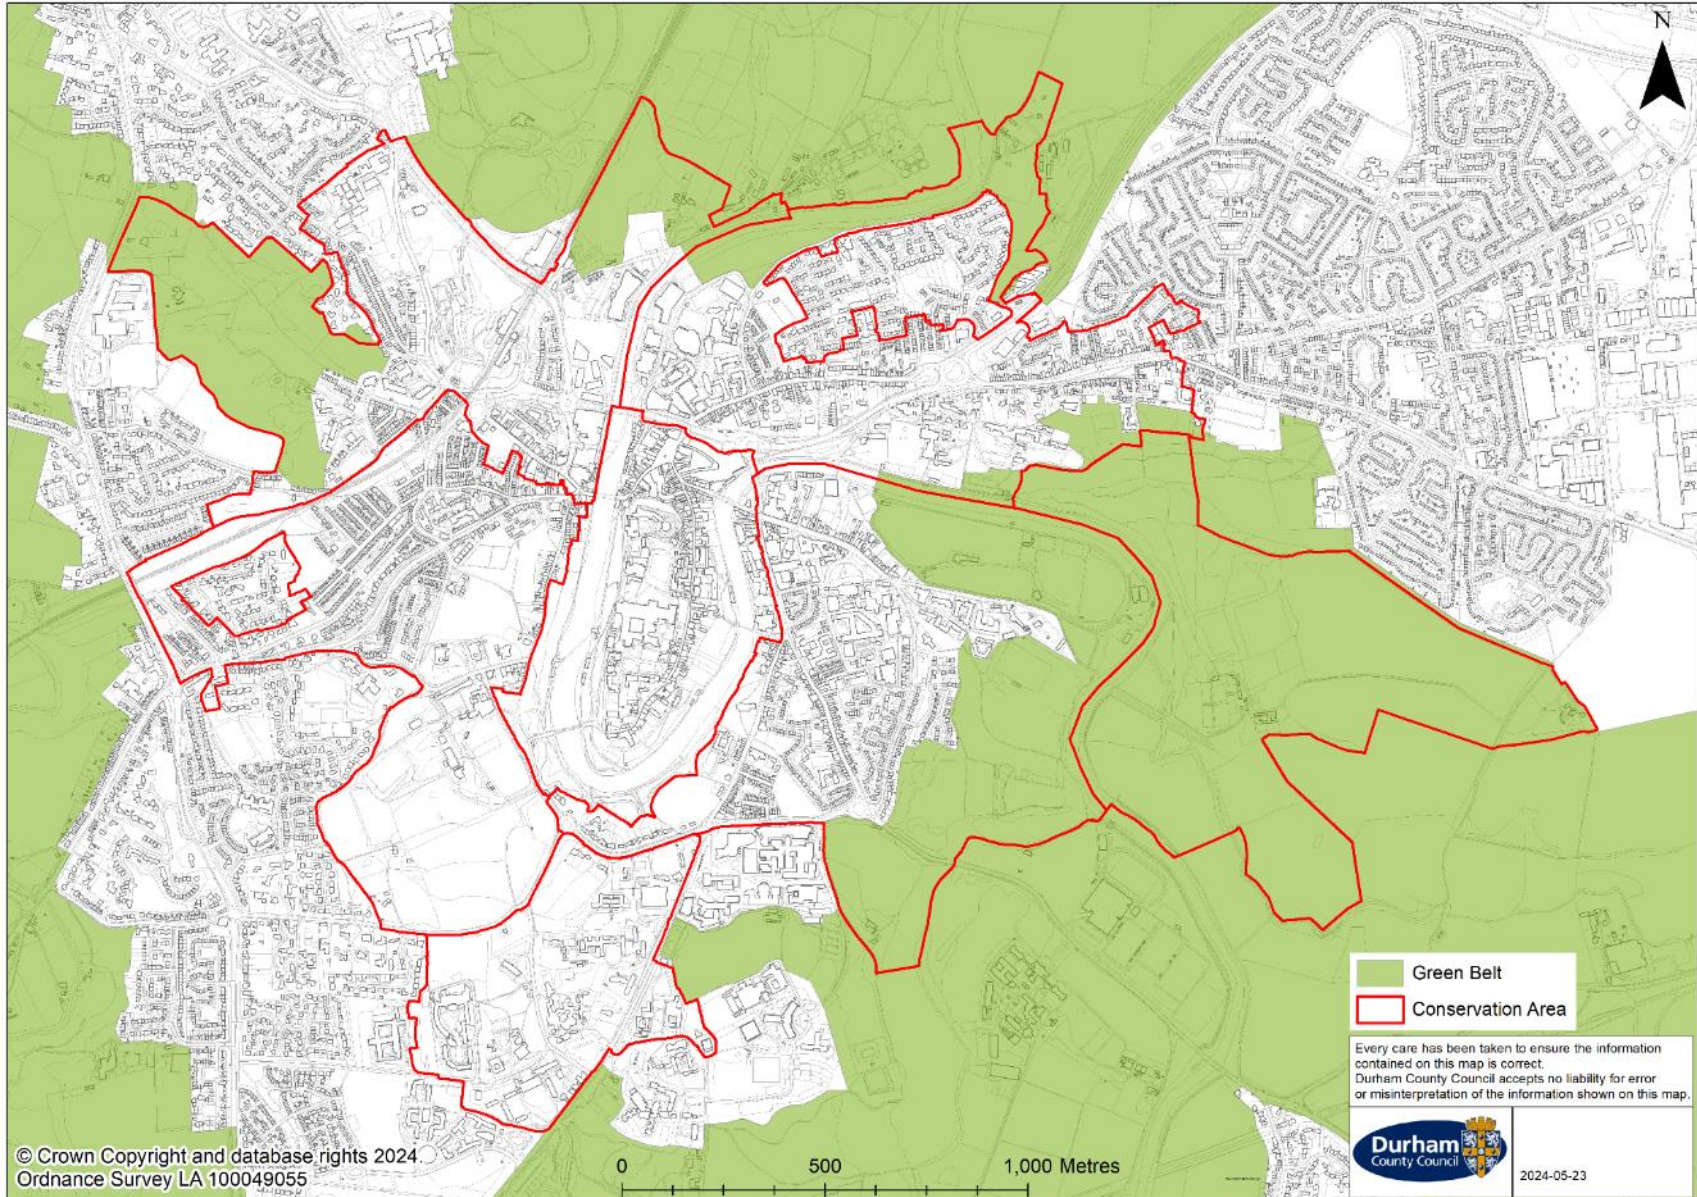 N
Green Belt
Conservation Area
Every care has been taken to ensure the information
contained on this map is correct.
Durham County Council accepts no liability for error
or misinterpretation of the information shown on this map.
Durham
County Council
2024-05-23
© Crown Copyright and database rights 2024.
Ordnance Survey LA 100049055
0 500 1,000 Metres